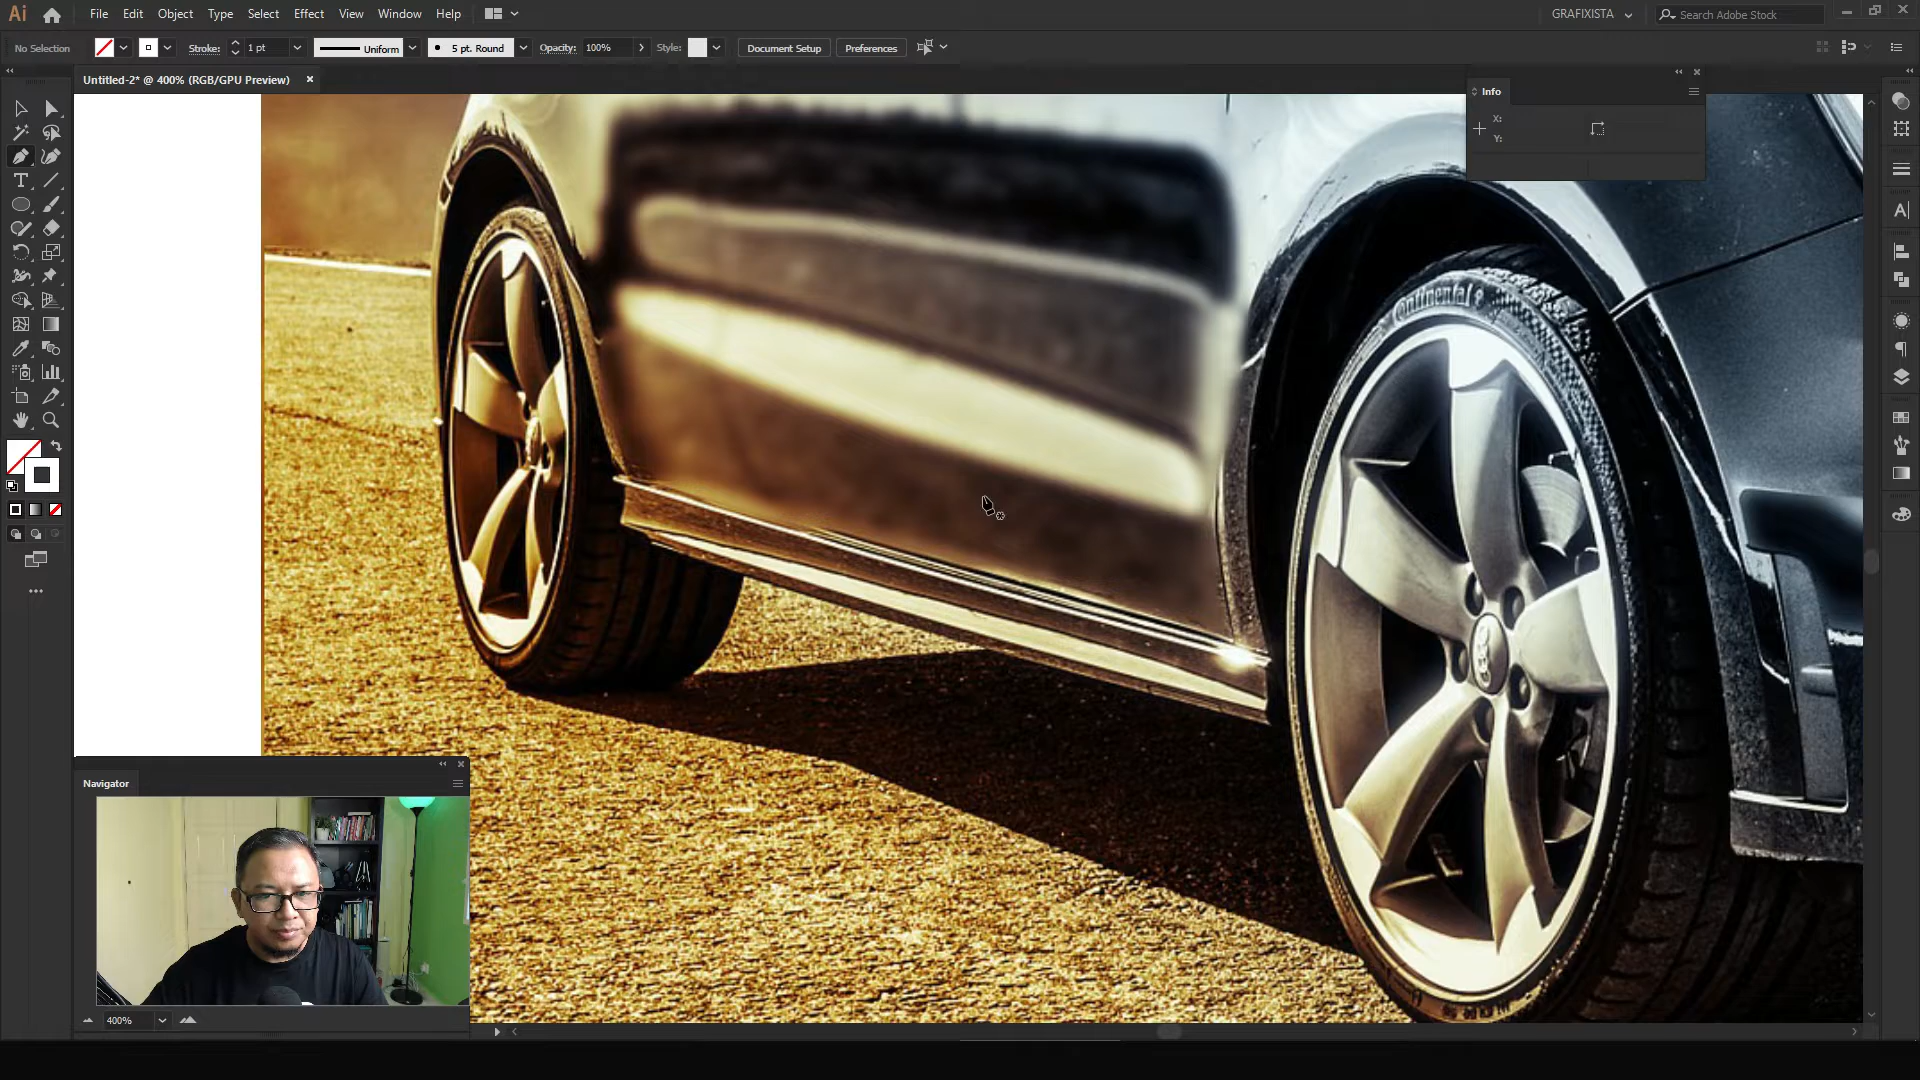 Ai File Edit Object Type Select Effect View Window Help GRAFIXISTA Search Adobe Stock
No Selection Stroke: 1 pt Uniform 5 pt. Round Opacity: 100% Style: Document Setup Preferences
Untitled-2* @ 400% (RGB/GPU Preview)
Info
X:
Y:
Continental
Navigator
400%